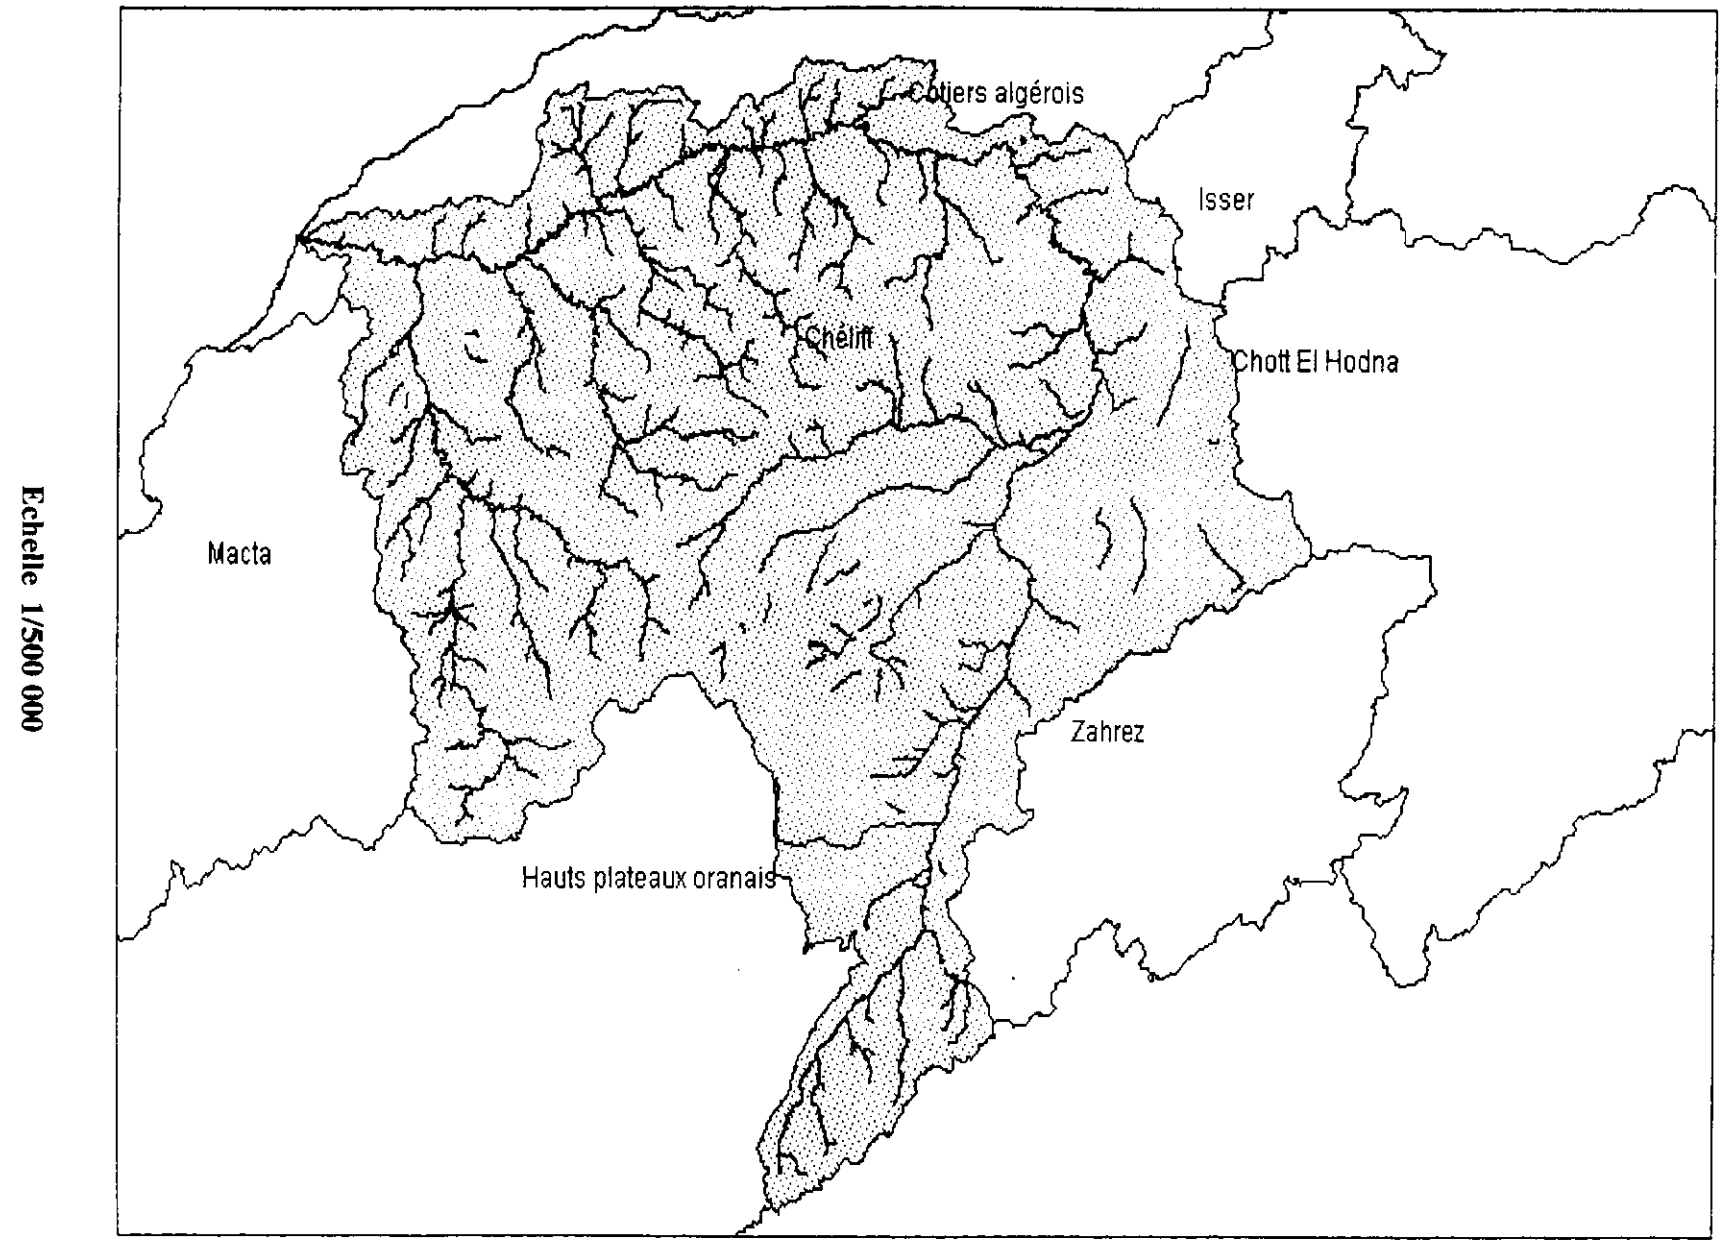 Côtiers algérois
Isser
Chéliff
Chott El Hodna
Macta
Zahrez
Hauts plateaux oranais
Echelle 1/500 000